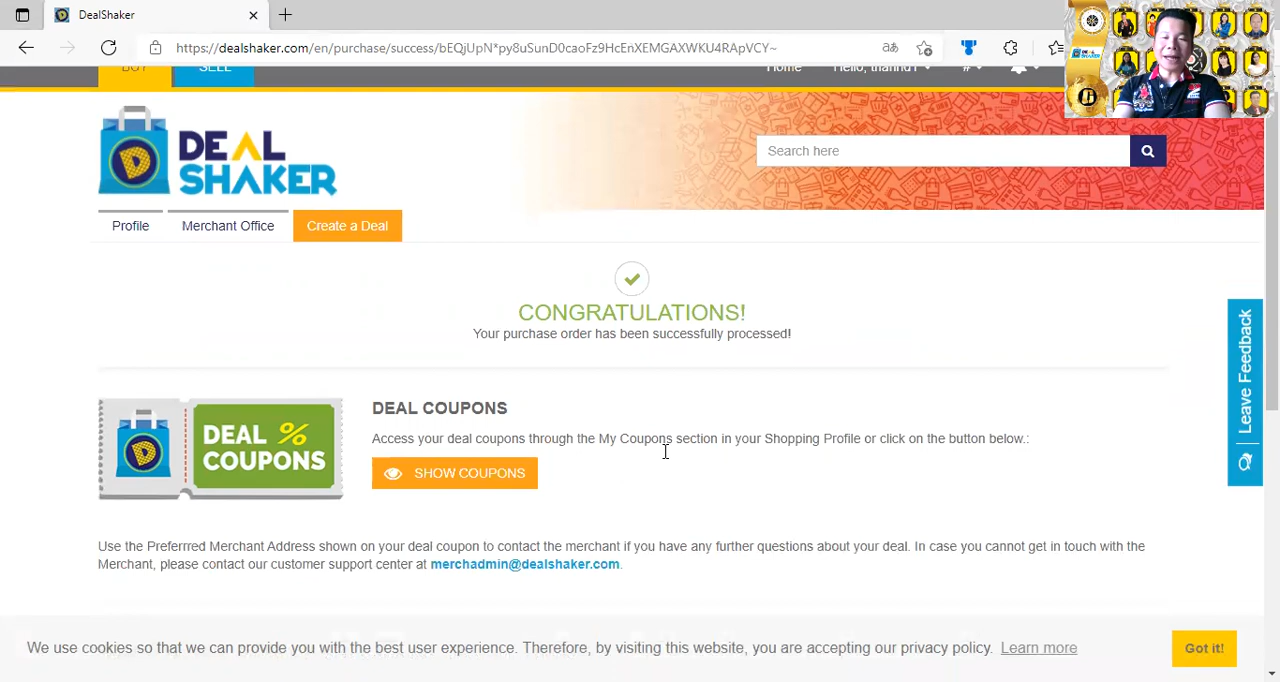 DealShaker
https://dealshaker.com/en/purchase/success/bEQjUpN*py8uSunD0caoFz9HcEnXEMGAXWKU4RApVCY~
BUY
SELL
Home
Hello,
DEAL
SHAKER
Search here
Profile
Merchant Office
Create a Deal
CONGRATULATIONS!
Your purchase order has been successfully processed!
Leave Feedback
DEAL %
COUPONS
DEAL COUPONS
Access your deal coupons through the My Coupons section in your Shopping Profile or click on the button below.:
SHOW COUPONS
Use the Preferrred Merchant Address shown on your deal coupon to contact the merchant if you have any further questions about your deal. In case you cannot get in touch with the
Merchant, please contact our customer support center at merchadmin@dealshaker.com.
We use cookies so that we can provide you with the best user experience. Therefore, by visiting this website, you are accepting our privacy policy. Learn more
Got it!